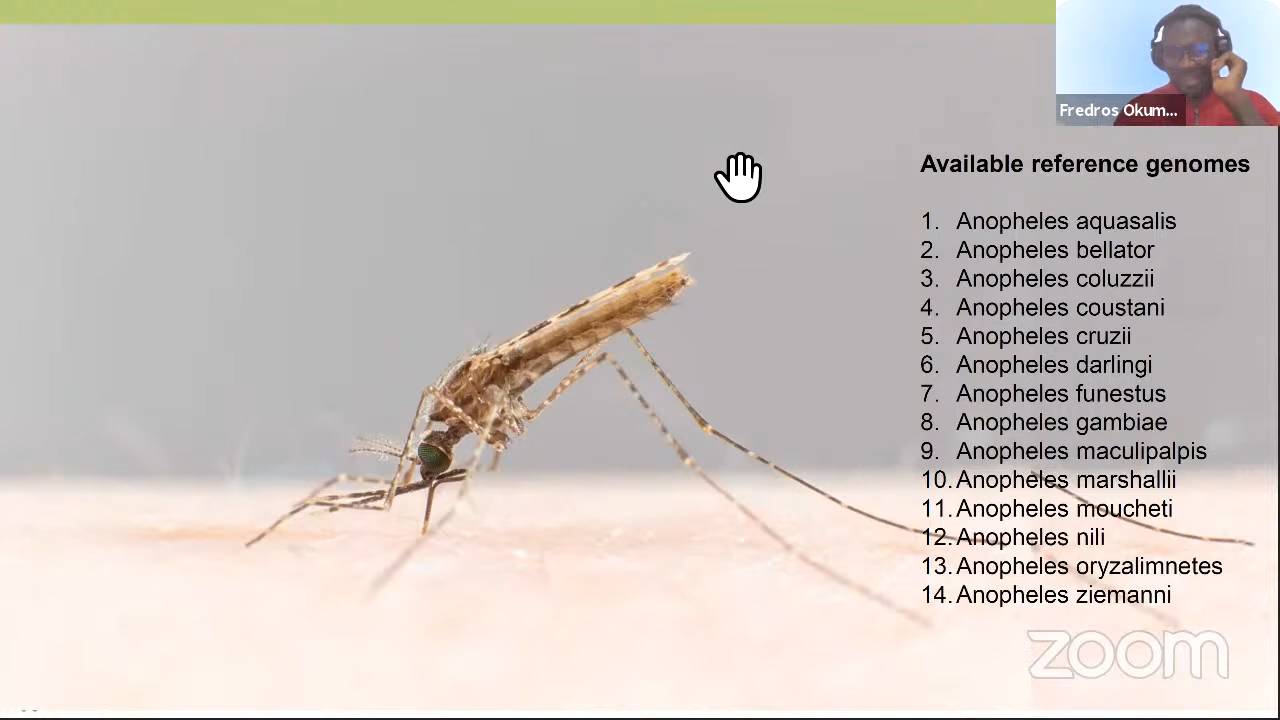 Fredros Okum...
Available reference genomes
1. Anopheles aquasalis
2. Anopheles bellator
3. Anopheles coluzzii
4. Anopheles coustani
5. Anopheles cruzii
6. Anopheles darlingi
7. Anopheles funestus
8. Anopheles gambiae
9. Anopheles maculipalpis
10. Anopheles marshallii
11. Anopheles moucheti
12. Anopheles nili
13. Anopheles oryzalimnetes
14. Anopheles ziemanni
zoom